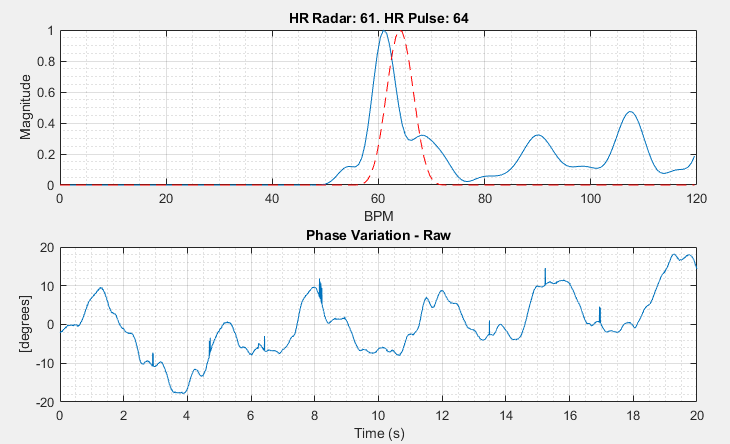 HR Radar: 61. HR Pulse: 64
1
0.8
0.6
0.4
0.2
0
Magnitude
0 20 40 60 80 100 120
BPM
Phase Variation - Raw
20
10
0
-10
-20
[degrees]
0 2 4 6 8 10 12 14 16 18 20
Time (s)